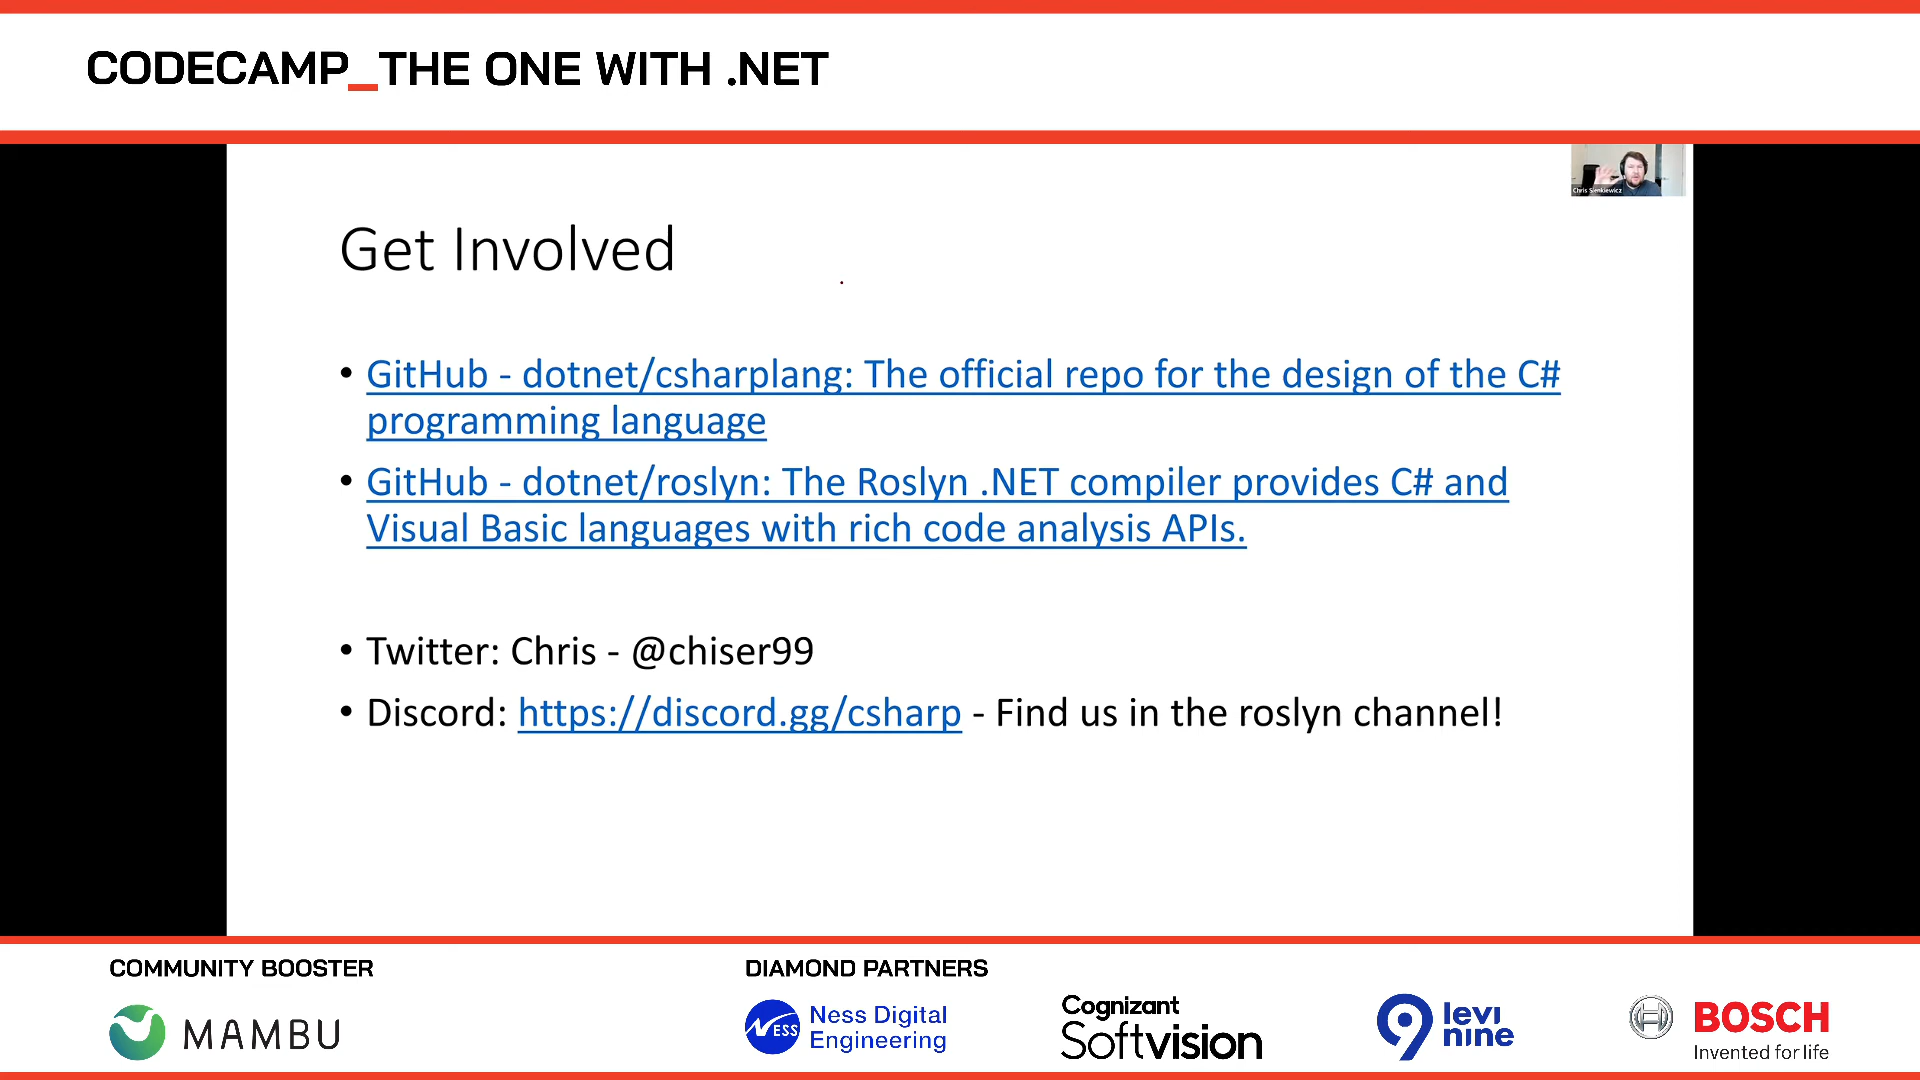 CODECAMP_THE ONE WITH .NET
Chris Sienkiewicz
Get Involved
• GitHub - dotnet/csharplang: The official repo for the design of the C#
programming language
• GitHub - dotnet/roslyn: The Roslyn .NET compiler provides C# and
Visual Basic languages with rich code analysis APIs.
• Twitter: Chris - @chiser99
• Discord: https://discord.gg/csharp - Find us in the roslyn channel!
COMMUNITY BOOSTER
DIAMOND PARTNERS
MAMBU
NESS
Ness Digital
Engineering
Cognizant
Softvision
levi
nine
BOSCH
Invented for life